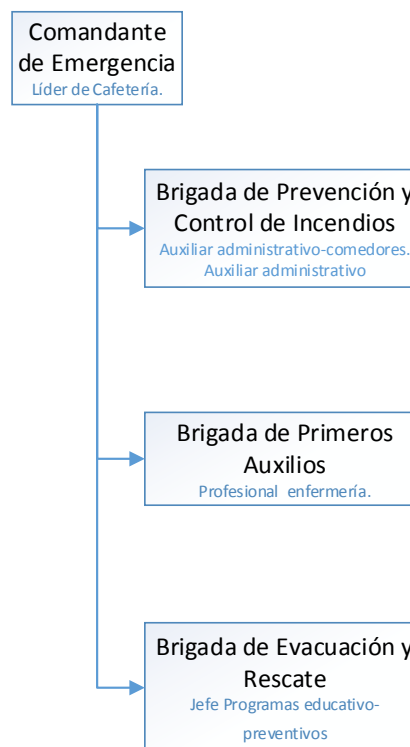 Comandante
de Emergencia
Líder de Cafetería.
Brigada de Prevención y
Control de Incendios
Auxiliar administrativo-comedores.
Auxiliar administrativo
Brigada de Primeros
Auxilios
Profesional enfermería.
Brigada de Evacuación y
Rescate
Jefe Programas educativo-
preventivos